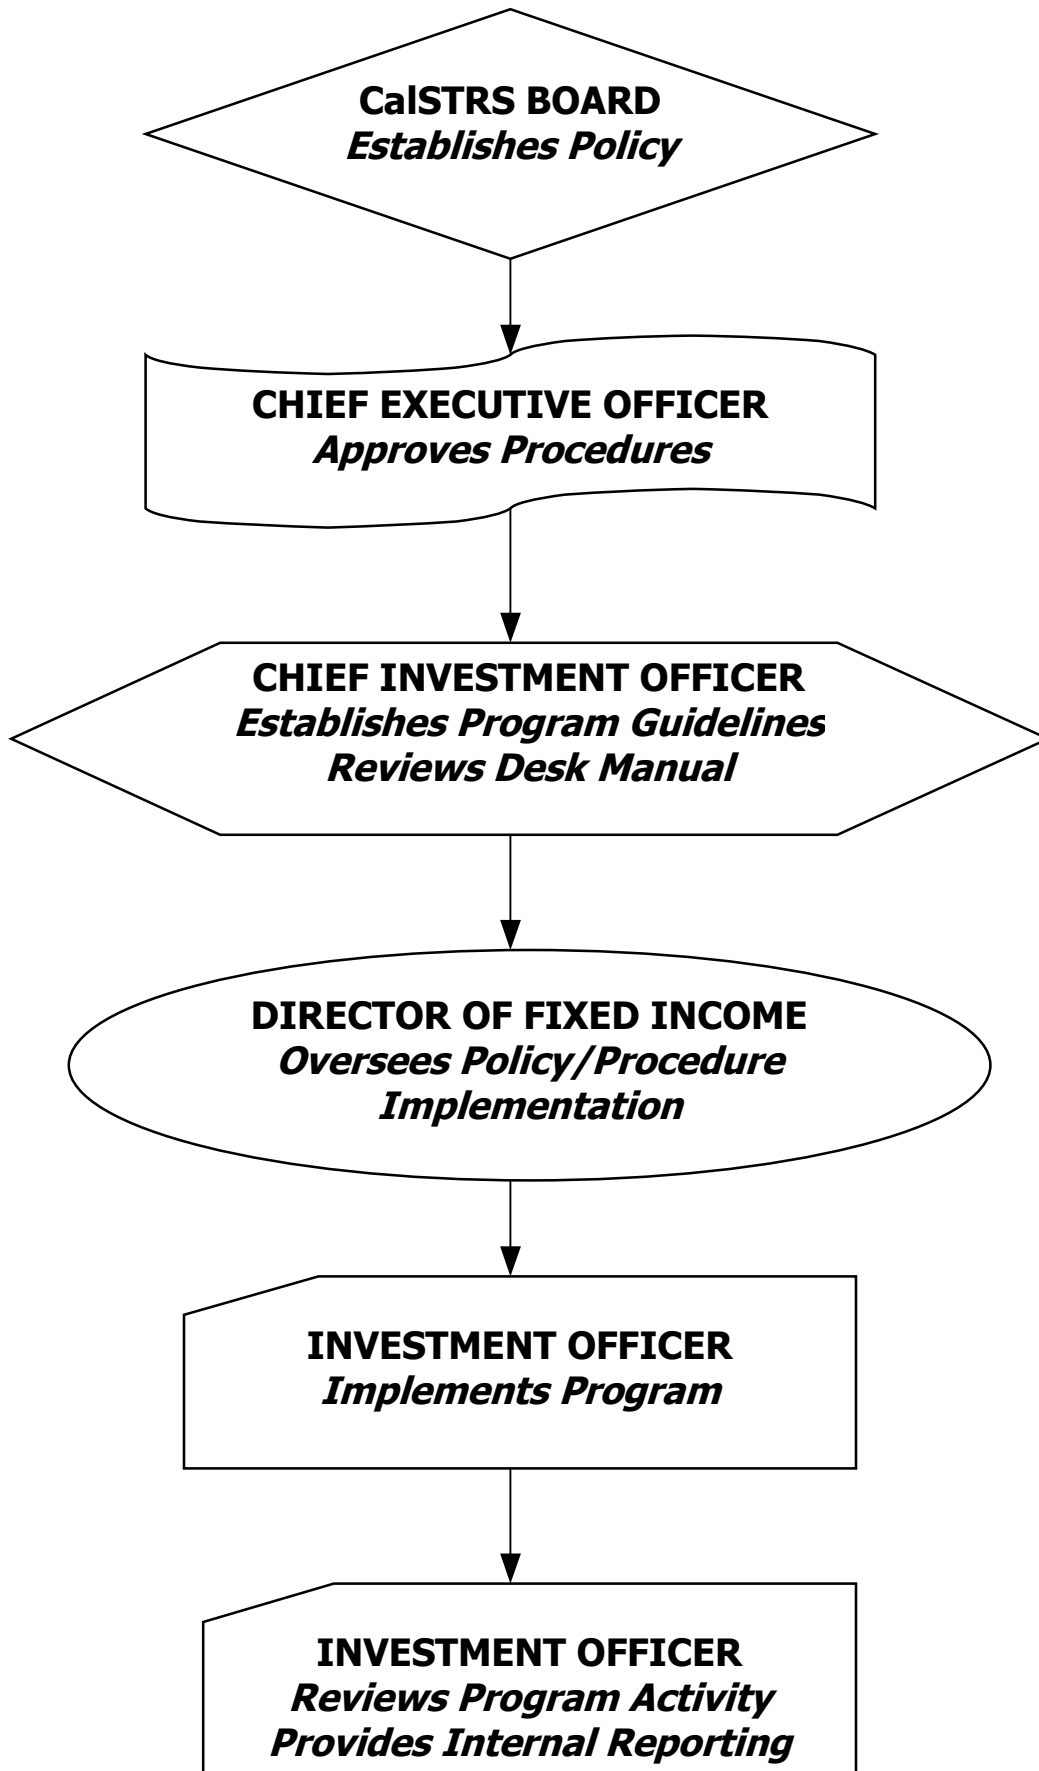 CalSTRS BOARD
Establishes Policy
CHIEF EXECUTIVE OFFICER
Approves Procedures
CHIEF INVESTMENT OFFICER
Establishes Program Guidelines
Reviews Desk Manual
DIRECTOR OF FIXED INCOME
Oversees Policy/Procedure
Implementation
INVESTMENT OFFICER
Implements Program
INVESTMENT OFFICER
Reviews Program Activity
Provides Internal Reporting